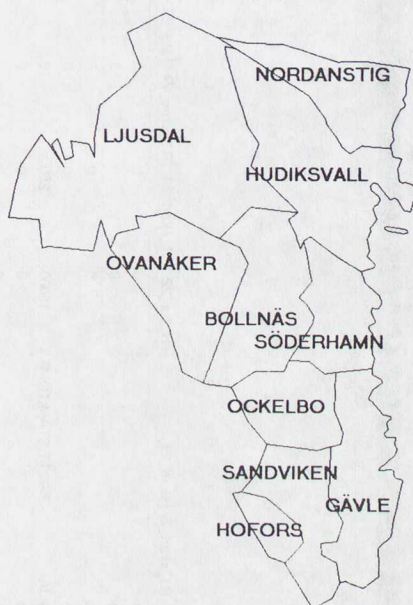 NORDANSTIG
LJUSDAL
HUDIKSVALL
OVANÅKER
BOLLNÄS
SÖDERHAMN
OCKELBO
SANDVIKEN
GÄVLE
HOFORS